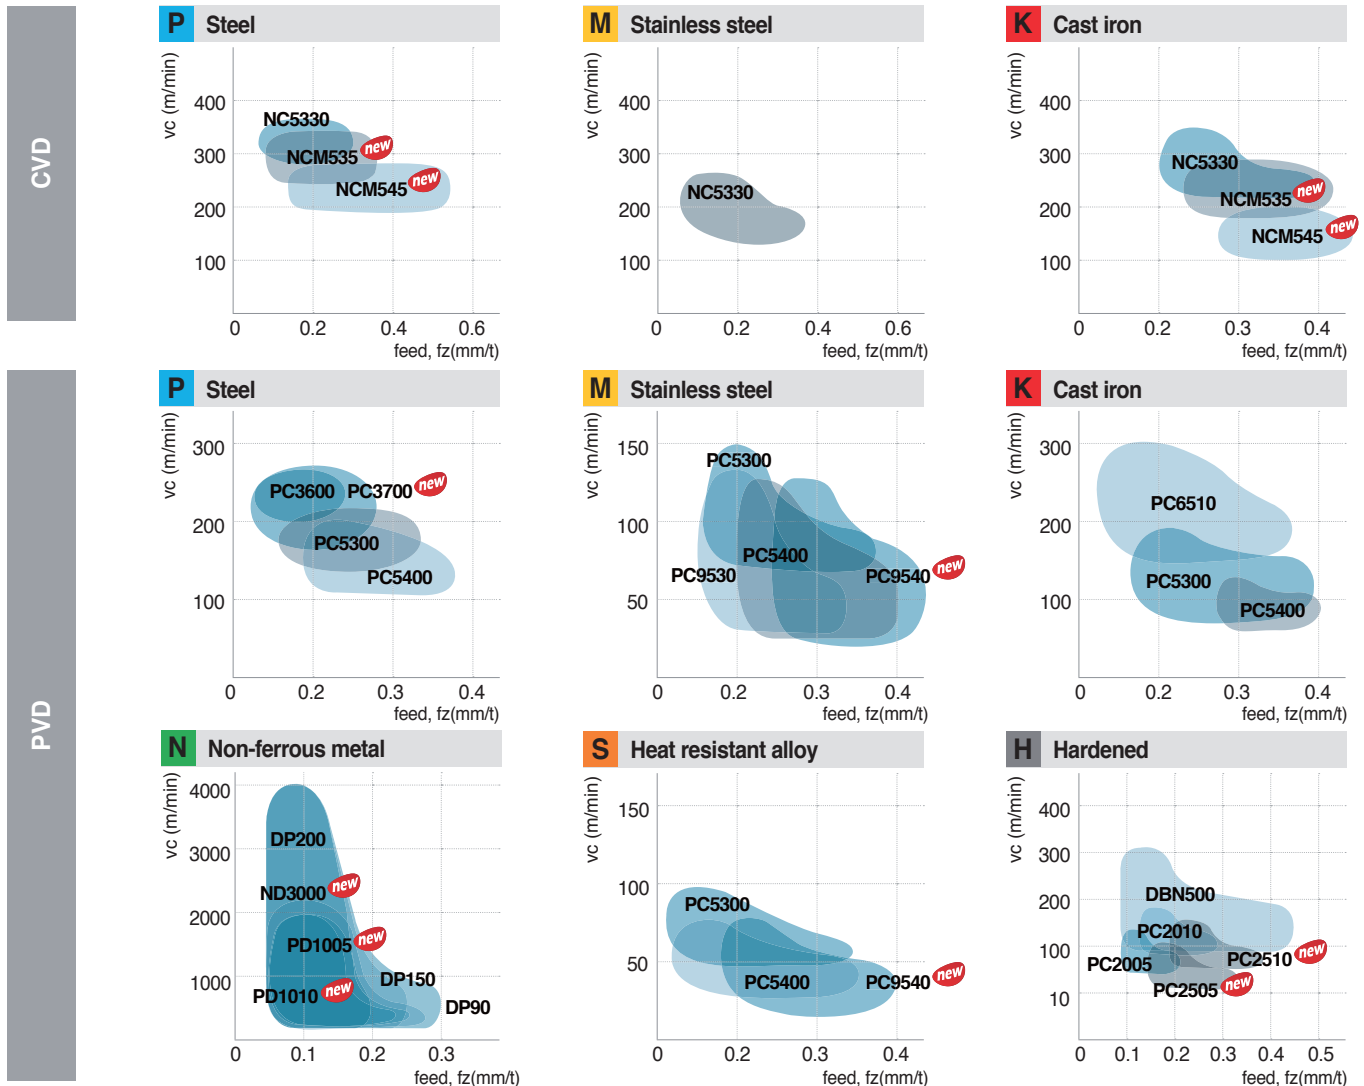 CVD
P Steel
vc (m/min)
400
300
200
100
NC5330
NCM535 new
NCM545 new
0 0.2 0.4 0.6
feed, fz(mm/t)
M Stainless steel
vc (m/min)
400
300
200
100
NC5330
0 0.2 0.4 0.6
feed, fz(mm/t)
K Cast iron
vc (m/min)
400
300
200
100
NC5330
NCM535 new
NCM545 new
0 0.2 0.3 0.4
feed, fz(mm/t)
PVD
P Steel
vc (m/min)
300
200
100
PC3600 PC3700 new
PC5300
PC5400
0 0.2 0.3 0.4
feed, fz(mm/t)
M Stainless steel
vc (m/min)
150
100
50
PC5300
PC5400
PC9530 PC9540 new
0 0.2 0.3 0.4
feed, fz(mm/t)
K Cast iron
vc (m/min)
300
200
100
PC6510
PC5300
PC5400
0 0.2 0.3 0.4
feed, fz(mm/t)
N Non-ferrous metal
vc (m/min)
4000
3000
2000
1000
DP200
ND3000 new
PD1005 new
DP150
PD1010 new
DP90
0 0.1 0.2 0.3
feed, fz(mm/t)
S Heat resistant alloy
vc (m/min)
150
100
50
PC5300
PC5400 PC9540 new
0 0.2 0.3 0.4
feed, fz(mm/t)
H Hardened
vc (m/min)
400
300
200
100
10
DBN500
PC2010
PC2005 PC2510 new
PC2505 new
0 0.1 0.2 0.3 0.4 0.5
feed, fz(mm/t)